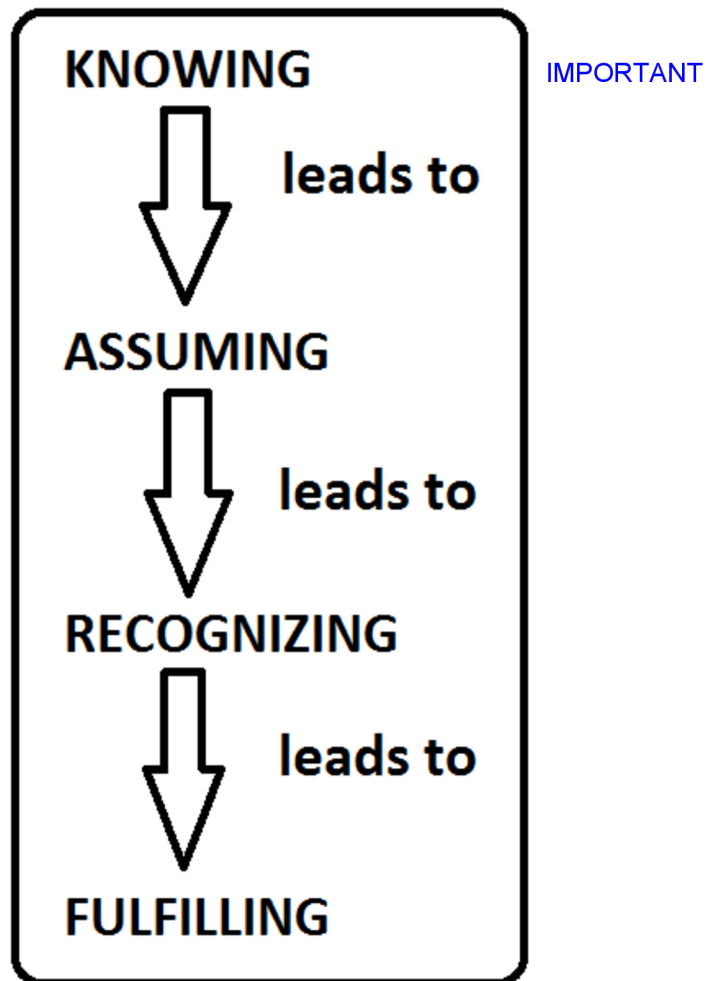 KNOWING
IMPORTANT
leads to
ASSUMING
leads to
RECOGNIZING
leads to
FULFILLING